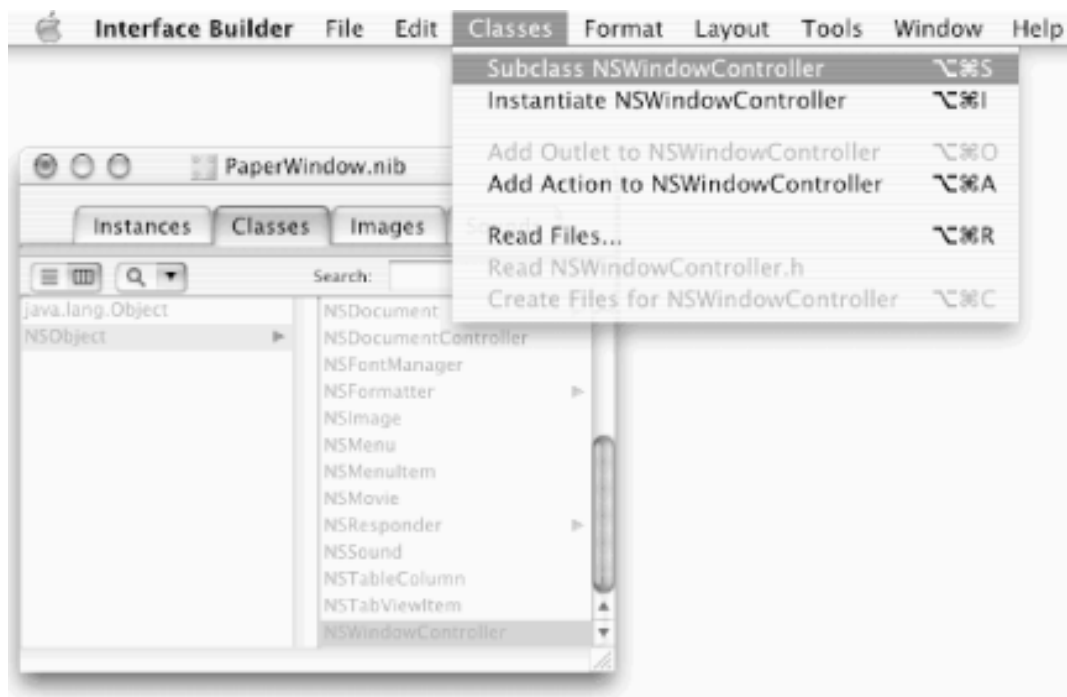 Interface Builder File Edit Classes Format Layout Tools Window Help
Subclass NSWindowController ⌥⌘S
Instantiate NSWindowController ⌥⌘I
Add Outlet to NSWindowController ⌥⌘O
Add Action to NSWindowController ⌥⌘A
Read Files... ⌥⌘R
Read NSWindowController.h
Create Files for NSWindowController ⌥⌘C
PaperWindow.nib
Instances Classes Images Sounds
Search:
java.lang.Object
NSObject
NSDocument
NSDocumentController
NSFontManager
NSFormatter
NSImage
NSMenu
NSMenuItem
NSMovie
NSResponder
NSSound
NSTableColumn
NSTabViewItem
NSWindowController